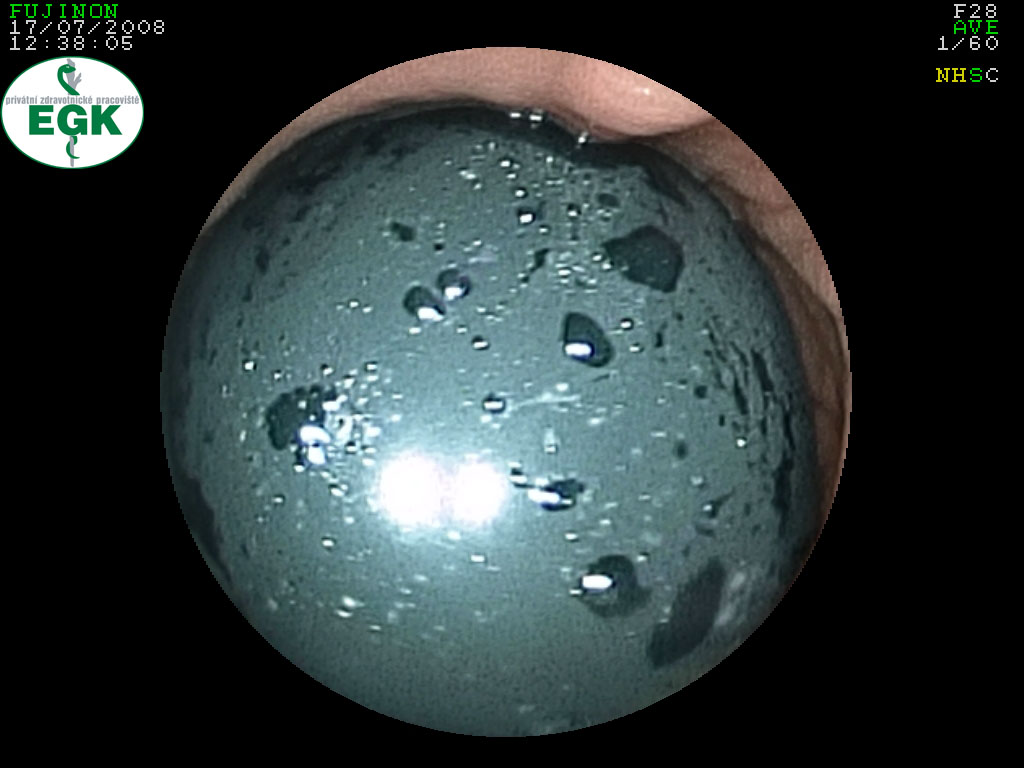 FUJINON
17/07/2008
12:38:05
privátní zdravotnické pracoviště
EGK
F28
AVE
1/60
NHSC